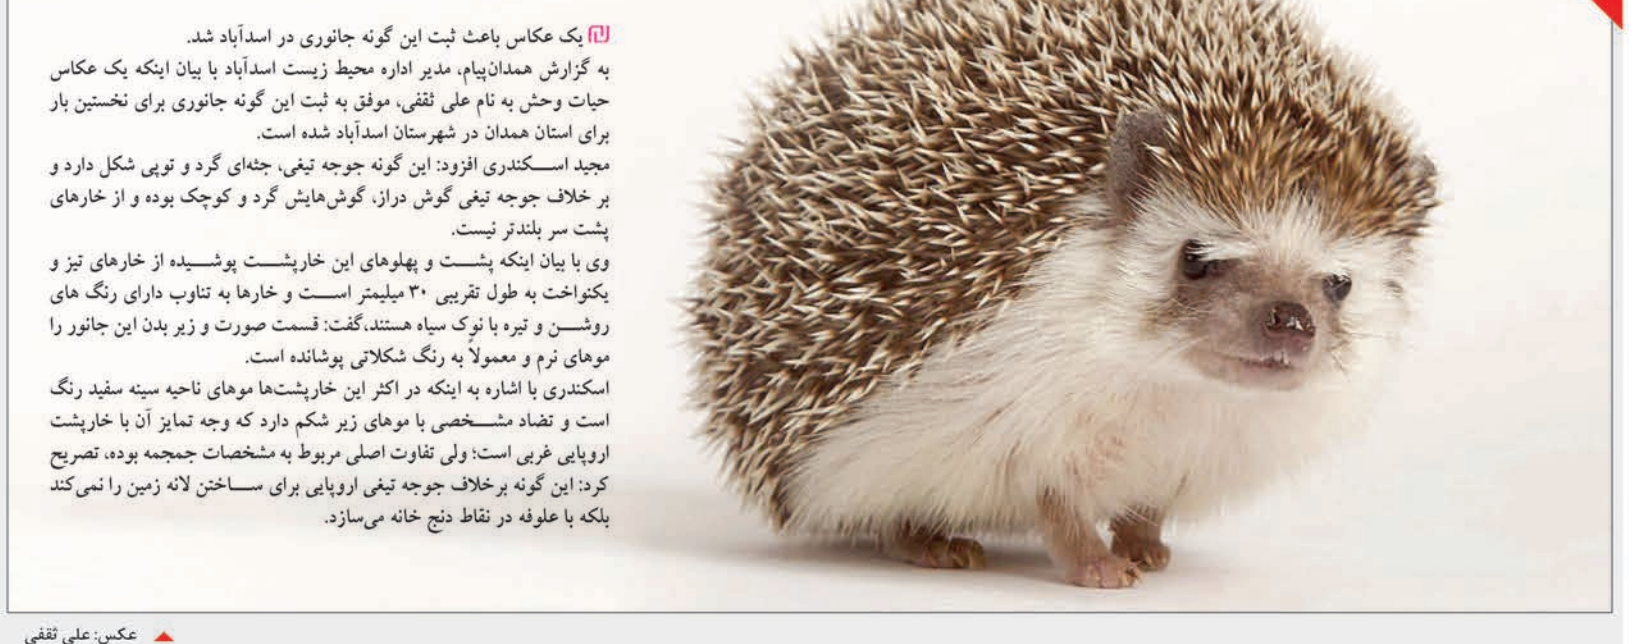 یک عکاس باعث ثبت این گونه جانوری در اسدآباد شد.
به گزارش همدان‌پیام، مدیر اداره محیط زیست اسدآباد با بیان اینکه یک عکاس
حیات وحش به نام علی ثقفی، موفق به ثبت این گونه جانوری برای نخستین بار
برای استان همدان در شهرستان اسدآباد شده است.
مجید اسکندری افزود: این گونه جوجه تیغی، جثه‌ای گرد و توپی شکل دارد و
بر خلاف جوجه تیغی گوش دراز، گوش‌هایش گرد و کوچک بوده و از خارهای
پشت سر بلندتر نیست.
وی با بیان اینکه پشت و پهلوهای این خارپشت پوشیده از خارهای تیز و
یکنواخت به طول تقریبی ۳۰ میلیمتر است و خارها به تناوب دارای رنگ های
روشن و تیره با نوک سیاه هستند،گفت: قسمت صورت و زیر بدن این جانور را
موهای نرم و معمولاً به رنگ شکلاتی پوشانده است.
اسکندری با اشاره به اینکه در اکثر این خارپشت‌ها موهای ناحیه سینه سفید رنگ
است و تضاد مشخصی با موهای زیر شکم دارد که وجه تمایز آن با خارپشت
اروپایی غربی است؛ ولی تفاوت اصلی مربوط به مشخصات جمجمه بوده، تصریح
کرد: این گونه برخلاف جوجه تیغی اروپایی برای ساختن لانه زمین را نمی‌کند
بلکه با علوفه در نقاط دنج خانه می‌سازد.
عکس: علی ثقفی